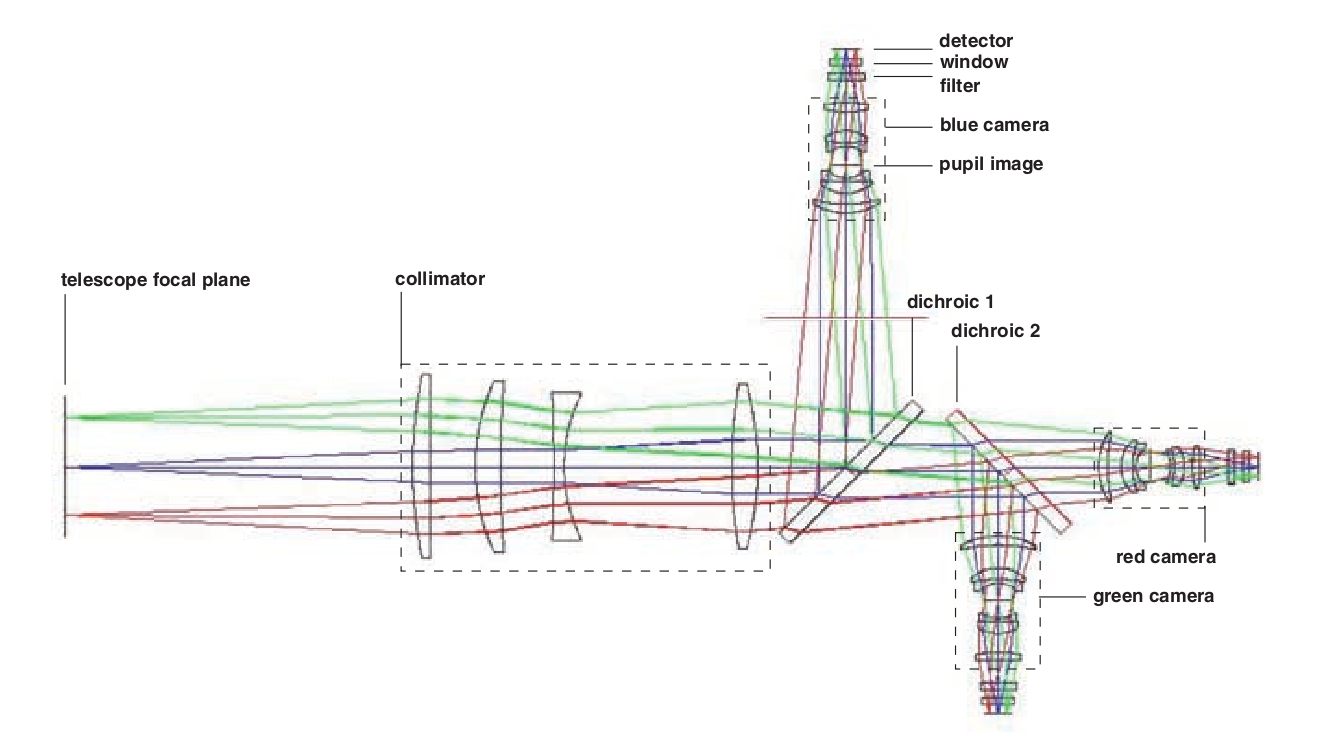 detector
window
filter
blue camera
pupil image
telescope focal plane
collimator
dichroic 1
dichroic 2
red camera
green camera